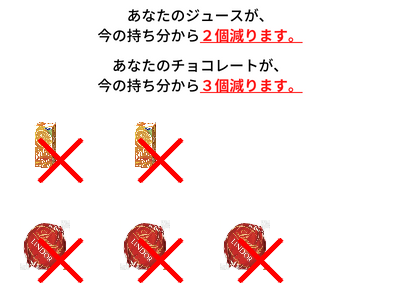 あなたのジュースが、
今の持ち分から２個減ります。
あなたのチョコレートが、
今の持ち分から３個減ります。
LINDOR
LINDOR
LINDOR